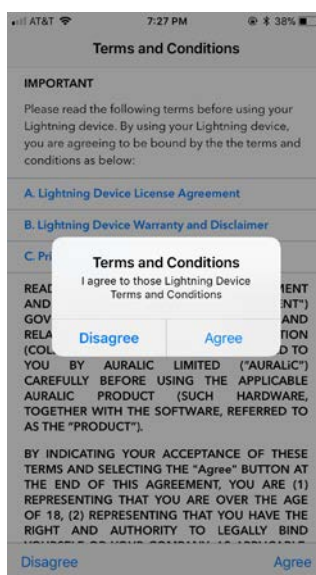 AT&T 7:27 PM 38%
Terms and Conditions
IMPORTANT
Please read the following terms before using your
Lightning device. By using your Lightning device,
you are agreeing to be bound by the the terms and
conditions as below:
A. Lightning Device License Agreement
B. Lightning Device Warranty and Disclaimer
C. Pri
Terms and Conditions
I agree to those Lightning Device
Terms and Conditions
Disagree Agree
READ MENT
AND ENT")
GOV AND
RELA TION
(COL D TO
YOU BY AURALIC LIMITED ("AURALiC")
CAREFULLY BEFORE USING THE APPLICABLE
AURALIC PRODUCT (SUCH HARDWARE,
TOGETHER WITH THE SOFTWARE, REFERRED TO
AS THE "PRODUCT").
BY INDICATING YOUR ACCEPTANCE OF THESE
TERMS AND SELECTING THE "Agree" BUTTON AT
THE END OF THIS AGREEMENT, YOU ARE (1)
REPRESENTING THAT YOU ARE OVER THE AGE
OF 18, (2) REPRESENTING THAT YOU HAVE THE
RIGHT AND AUTHORITY TO LEGALLY BIND
Disagree Agree